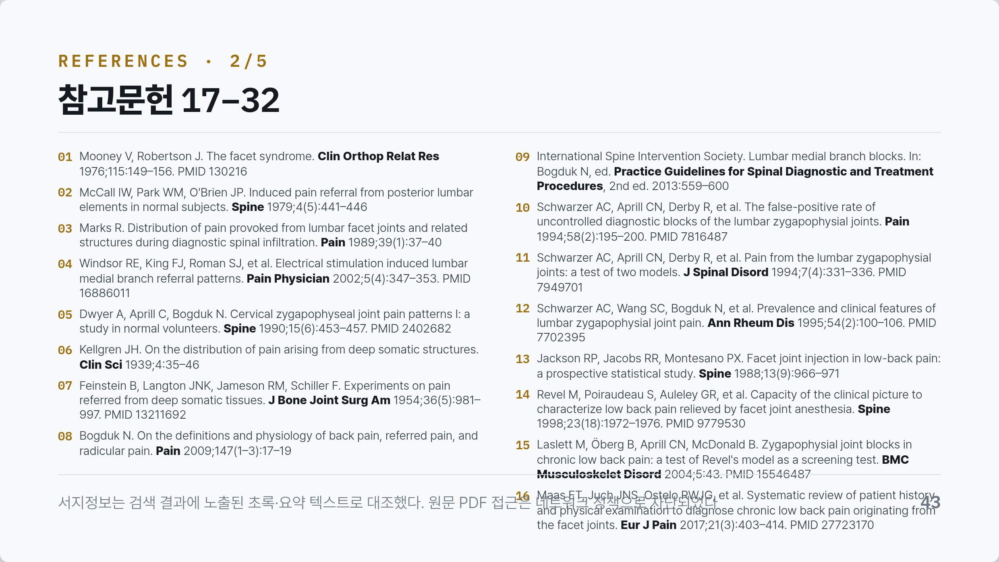 REFERENCES · 2/5
참고문헌 17–32
01 Mooney V, Robertson J. The facet syndrome. Clin Orthop Relat Res
1976;115:149–156. PMID 130216
02 McCall IW, Park WM, O'Brien JP. Induced pain referral from posterior lumbar
elements in normal subjects. Spine 1979;4(5):441–446
03 Marks R. Distribution of pain provoked from lumbar facet joints and related
structures during diagnostic spinal infiltration. Pain 1989;39(1):37–40
04 Windsor RE, King FJ, Roman SJ, et al. Electrical stimulation induced lumbar
medial branch referral patterns. Pain Physician 2002;5(4):347–353. PMID
16886011
05 Dwyer A, Aprill C, Bogduk N. Cervical zygapophyseal joint pain patterns I: a
study in normal volunteers. Spine 1990;15(6):453–457. PMID 2402682
06 Kellgren JH. On the distribution of pain arising from deep somatic structures.
Clin Sci 1939;4:35–46
07 Feinstein B, Langton JNK, Jameson RM, Schiller F. Experiments on pain
referred from deep somatic tissues. J Bone Joint Surg Am 1954;36(5):981–
997. PMID 13211692
08 Bogduk N. On the definitions and physiology of back pain, referred pain, and
radicular pain. Pain 2009;147(1–3):17–19
09 International Spine Intervention Society. Lumbar medial branch blocks. In:
Bogduk N, ed. Practice Guidelines for Spinal Diagnostic and Treatment
Procedures, 2nd ed. 2013:559–600
10 Schwarzer AC, Aprill CN, Derby R, et al. The false-positive rate of
uncontrolled diagnostic blocks of the lumbar zygapophysial joints. Pain
1994;58(2):195–200. PMID 7816487
11 Schwarzer AC, Aprill CN, Derby R, et al. Pain from the lumbar zygapophysial
joints: a test of two models. J Spinal Disord 1994;7(4):331–336. PMID
7949701
12 Schwarzer AC, Wang SC, Bogduk N, et al. Prevalence and clinical features of
lumbar zygapophysial joint pain. Ann Rheum Dis 1995;54(2):100–106. PMID
7702395
13 Jackson RP, Jacobs RR, Montesano PX. Facet joint injection in low-back pain:
a prospective statistical study. Spine 1988;13(9):966–971
14 Revel M, Poiraudeau S, Auleley GR, et al. Capacity of the clinical picture to
characterize low back pain relieved by facet joint anesthesia. Spine
1998;23(18):1972–1976. PMID 9779530
15 Laslett M, Öberg B, Aprill CN, McDonald B. Zygapophysial joint blocks in
chronic low back pain: a test of Revel's model as a screening test. BMC
Musculoskelet Disord 2004;5:43. PMID 15546487
16 Maas ET, Juch JNS, Ostelo RWJG, et al. Systematic review of patient history
and physical examination to diagnose chronic low back pain originating from
the facet joints. Eur J Pain 2017;21(3):403–414. PMID 27723170
서지정보는 검색 결과에 노출된 초록·요약 텍스트로 대조했다. 원문 PDF 접근은 네트워크 정책으로 차단되었다
43